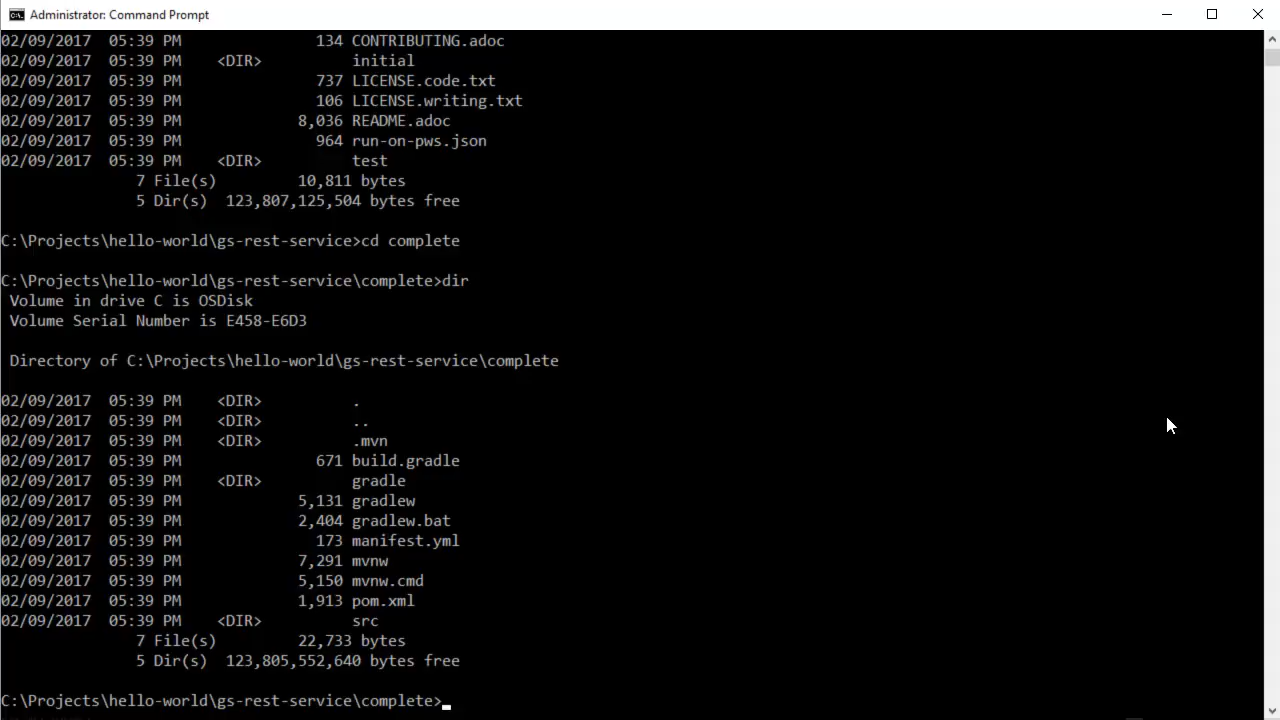 Administrator: Command Prompt
02/09/2017  05:39 PM               134 CONTRIBUTING.adoc
02/09/2017  05:39 PM    <DIR>          initial
02/09/2017  05:39 PM               737 LICENSE.code.txt
02/09/2017  05:39 PM               106 LICENSE.writing.txt
02/09/2017  05:39 PM             8,036 README.adoc
02/09/2017  05:39 PM               964 run-on-pws.json
02/09/2017  05:39 PM    <DIR>          test
               7 File(s)         10,811 bytes
               5 Dir(s)  123,807,125,504 bytes free
C:\Projects\hello-world\gs-rest-service>cd complete
C:\Projects\hello-world\gs-rest-service\complete>dir
 Volume in drive C is OSDisk
 Volume Serial Number is E458-E6D3
 Directory of C:\Projects\hello-world\gs-rest-service\complete
02/09/2017  05:39 PM    <DIR>          .
02/09/2017  05:39 PM    <DIR>          ..
02/09/2017  05:39 PM    <DIR>          .mvn
02/09/2017  05:39 PM               671 build.gradle
02/09/2017  05:39 PM    <DIR>          gradle
02/09/2017  05:39 PM             5,131 gradlew
02/09/2017  05:39 PM             2,404 gradlew.bat
02/09/2017  05:39 PM               173 manifest.yml
02/09/2017  05:39 PM             7,291 mvnw
02/09/2017  05:39 PM             5,150 mvnw.cmd
02/09/2017  05:39 PM             1,913 pom.xml
02/09/2017  05:39 PM    <DIR>          src
               7 File(s)         22,733 bytes
               5 Dir(s)  123,805,552,640 bytes free
C:\Projects\hello-world\gs-rest-service\complete>